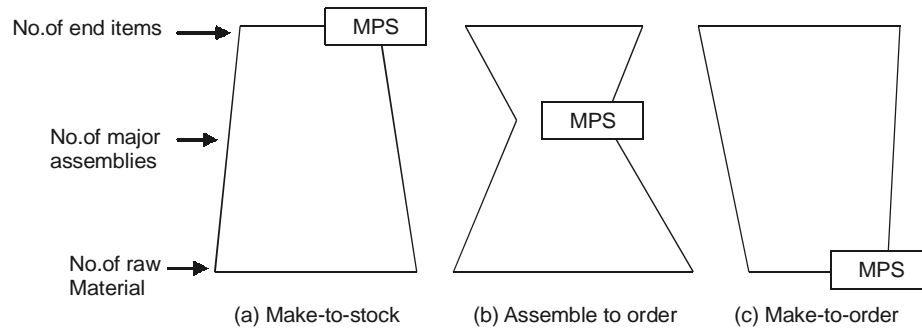 No.of end items
MPS
No.of major
assemblies
MPS
No.of raw
Material
MPS
(a) Make-to-stock
(b) Assemble to order
(c) Make-to-order